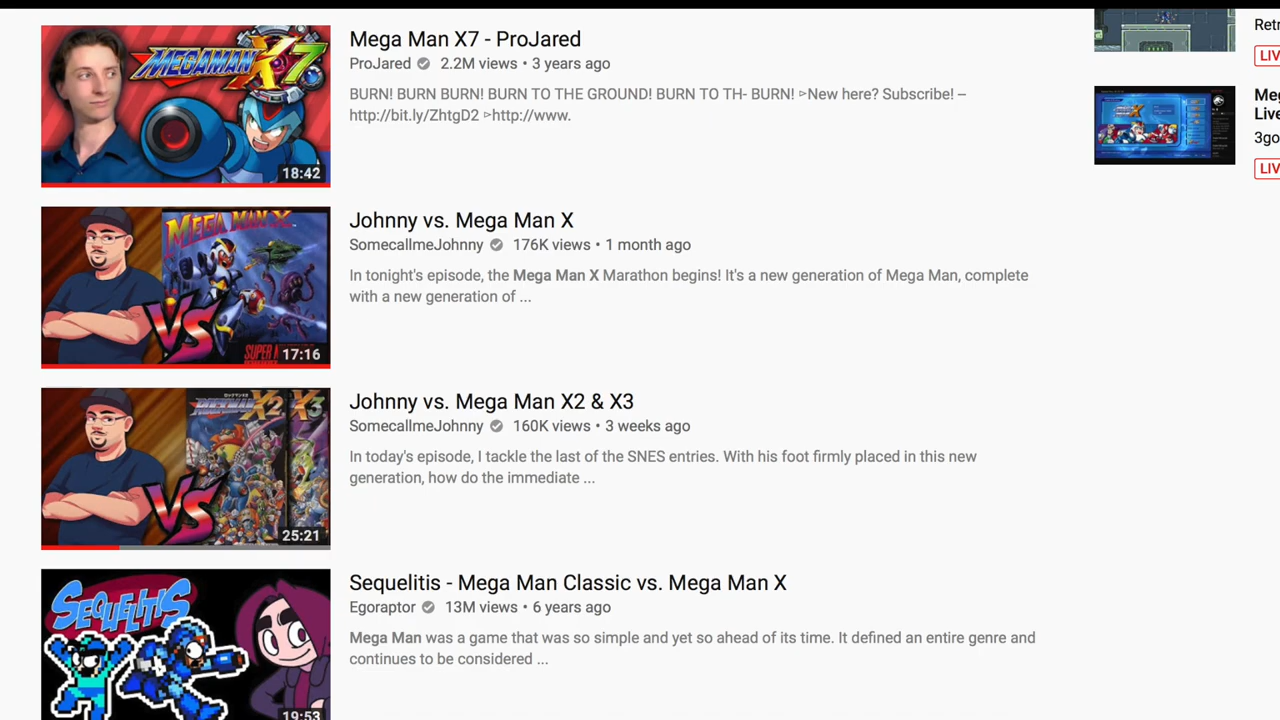 MEGAMAN X7
18:42
Mega Man X7 - ProJared
ProJared 2.2M views • 3 years ago
BURN! BURN BURN! BURN TO THE GROUND! BURN TO TH- BURN! ▻New here? Subscribe! –
http://bit.ly/ZhtgD2 ▻http://www.
MEGA MAN X
VS
SUPER
17:16
Johnny vs. Mega Man X
SomecallmeJohnny 176K views • 1 month ago
In tonight's episode, the Mega Man X Marathon begins! It's a new generation of Mega Man, complete
with a new generation of ...
X2
X3
VS
25:21
Johnny vs. Mega Man X2 & X3
SomecallmeJohnny 160K views • 3 weeks ago
In today's episode, I tackle the last of the SNES entries. With his foot firmly placed in this new
generation, how do the immediate ...
SEQUELITIS
19:53
Sequelitis - Mega Man Classic vs. Mega Man X
Egoraptor 13M views • 6 years ago
Mega Man was a game that was so simple and yet so ahead of its time. It defined an entire genre and
continues to be considered ...
Retr
LIV
Meg
Live
3go
LIV